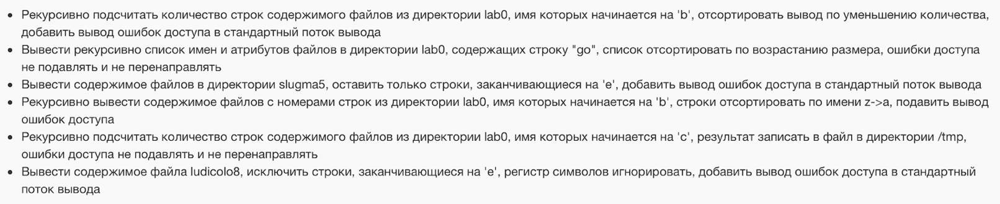 • Рекурсивно подсчитать количество строк содержимого файлов из директории lab0, имя которых начинается на 'b', отсортировать вывод по уменьшению количества,
добавить вывод ошибок доступа в стандартный поток вывода
• Вывести рекурсивно список имен и атрибутов файлов в директории lab0, содержащих строку "go", список отсортировать по возрастанию размера, ошибки доступа
не подавлять и не перенаправлять
• Вывести содержимое файлов в директории slugma5, оставить только строки, заканчивающиеся на 'e', добавить вывод ошибок доступа в стандартный поток вывода
• Рекурсивно вывести содержимое файлов с номерами строк из директории lab0, имя которых начинается на 'b', строки отсортировать по имени z->a, подавить вывод
ошибок доступа
• Рекурсивно подсчитать количество строк содержимого файлов из директории lab0, имя которых начинается на 'c', результат записать в файл в директории /tmp,
ошибки доступа не подавлять и не перенаправлять
• Вывести содержимое файла ludicolo8, исключить строки, заканчивающиеся на 'e', регистр символов игнорировать, добавить вывод ошибок доступа в стандартный
поток вывода